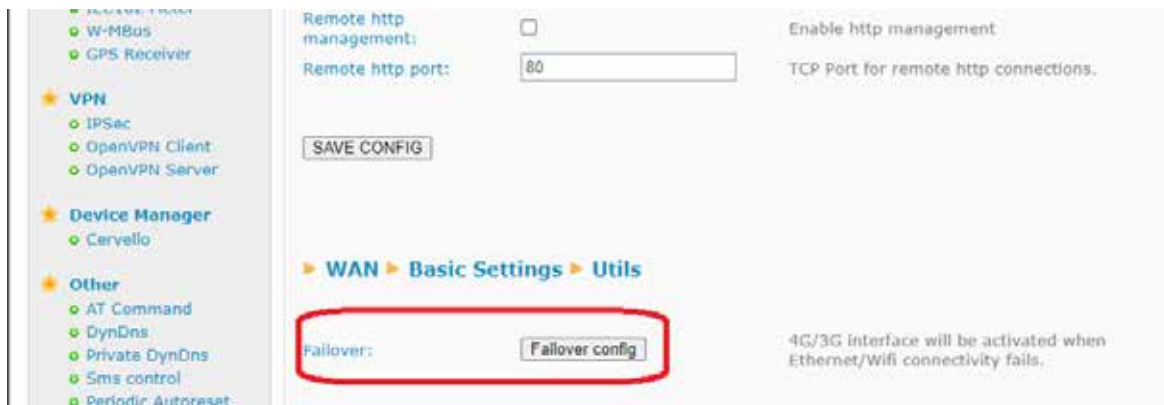 W-MBus
GPS Receiver
VPN
IPSec
OpenVPN Client
OpenVPN Server
Device Manager
Cervello
Other
AT Command
DynDns
Private DynDns
Sms control
Periodic Autoreset
Remote http
management:
Enable http management
Remote http port:
80
TCP Port for remote http connections.
SAVE CONFIG
WAN Basic Settings Utils
Failover:
Failover config
4G/3G interface will be activated when
Ethernet/Wifi connectivity fails.